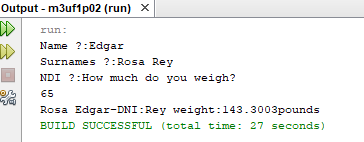 Output - m3uf1p02 (run)
run:
Name ?:Edgar
Surnames ?:Rosa Rey
NDI ?:How much do you weigh?
65
Rosa Edgar-DNI:Rey weight:143.3003pounds
BUILD SUCCESSFUL (total time: 27 seconds)